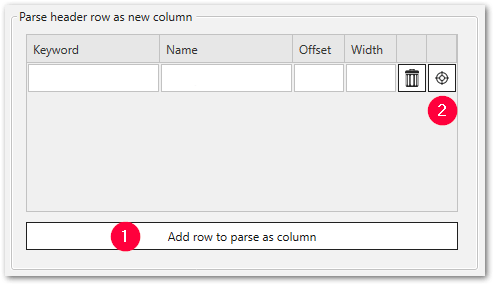 Parse header row as new column
Keyword Name Offset Width
2
1 Add row to parse as column